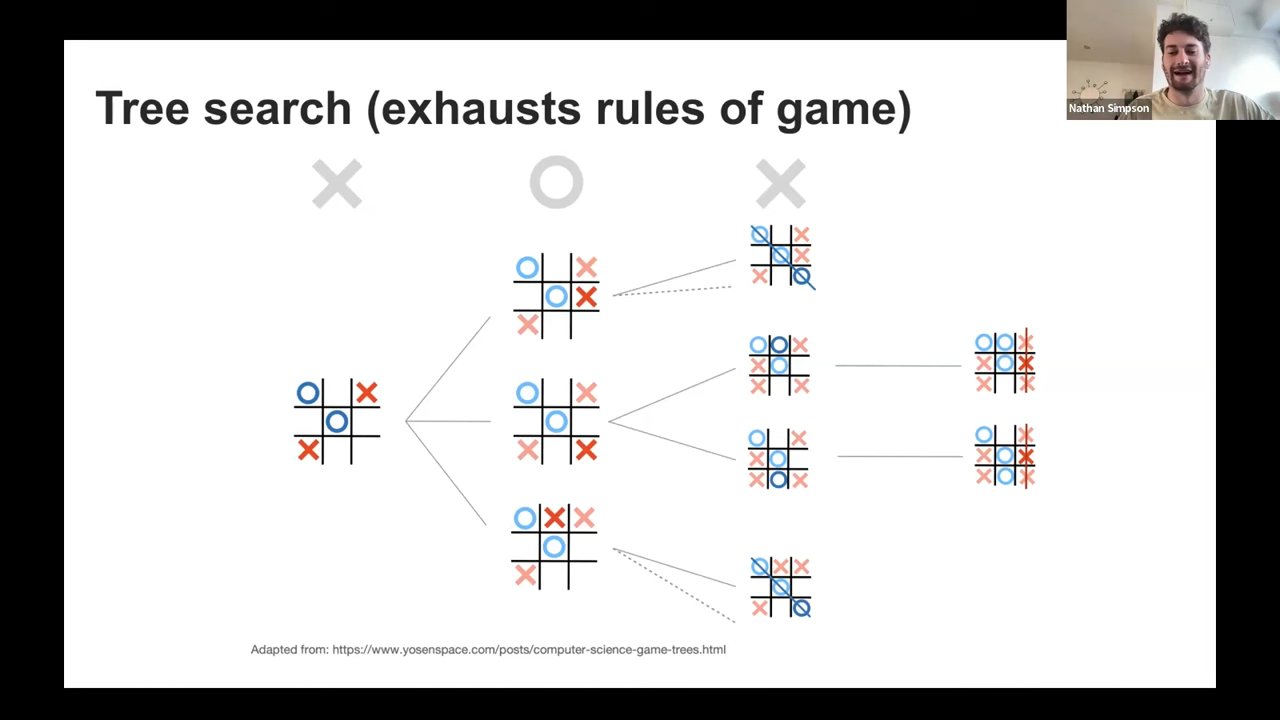 Tree search (exhausts rules of game)
Nathan Simpson
Adapted from: https://www.yosenspace.com/posts/computer-science-game-trees.html